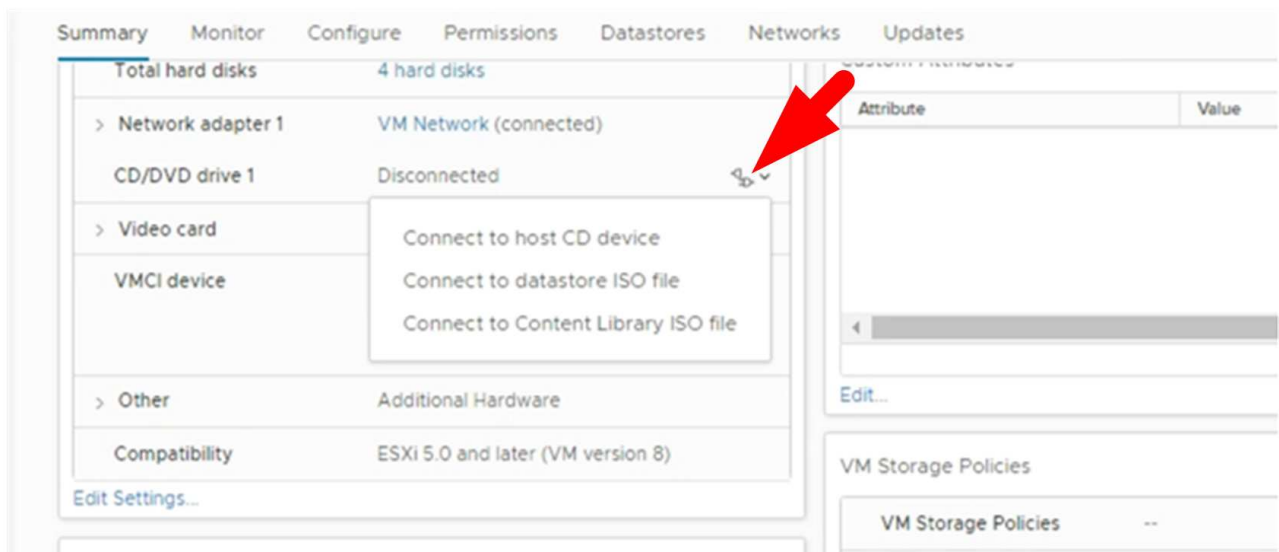 Summary Monitor Configure Permissions Datastores Networks Updates
Total hard disks 4 hard disks
> Network adapter 1 VM Network (connected)
CD/DVD drive 1 Disconnected
> Video card
Connect to host CD device
VMCI device
Connect to datastore ISO file
Connect to Content Library ISO file
> Other Additional Hardware
Compatibility ESXi 5.0 and later (VM version 8)
Edit Settings...
Custom Attributes
Attribute Value
Edit...
VM Storage Policies
VM Storage Policies --